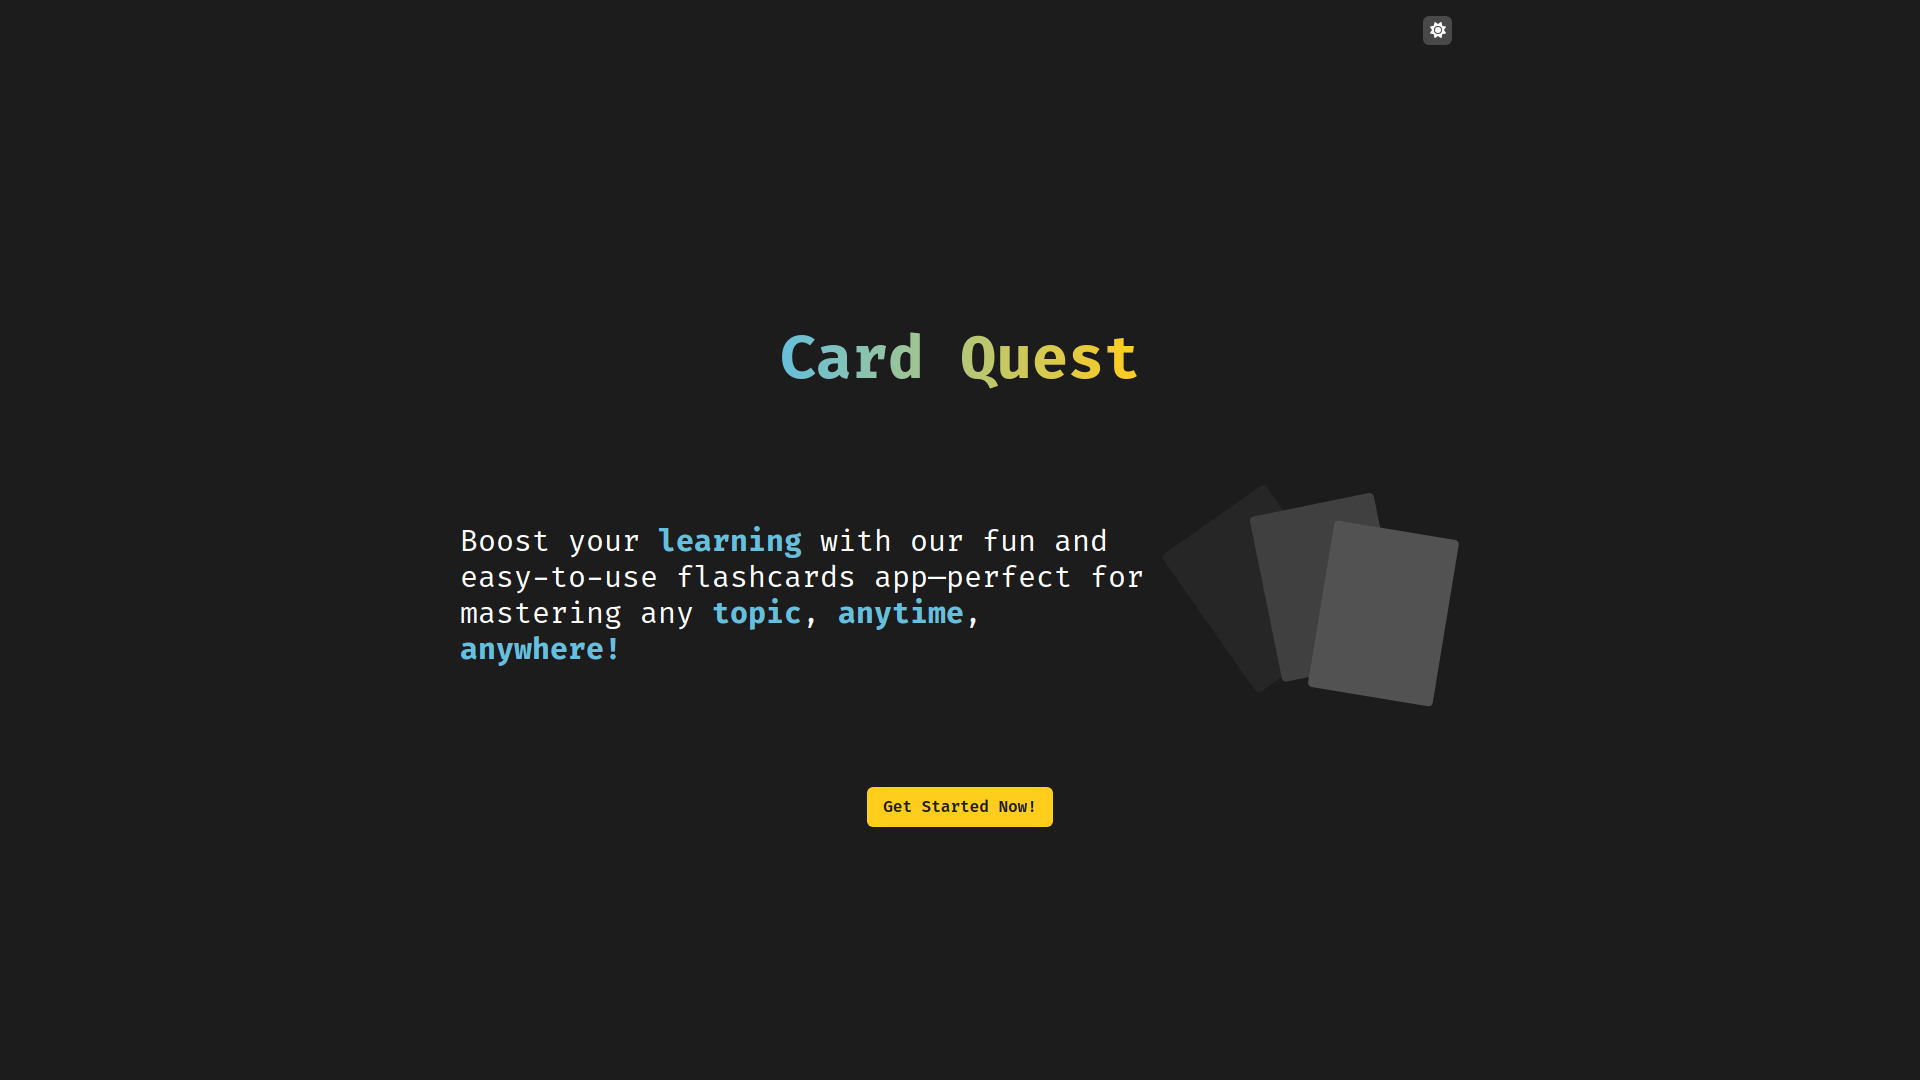 Card Quest
Boost your learning with our fun and
easy-to-use flashcards app—perfect for
mastering any topic, anytime,
anywhere!
Get Started Now!